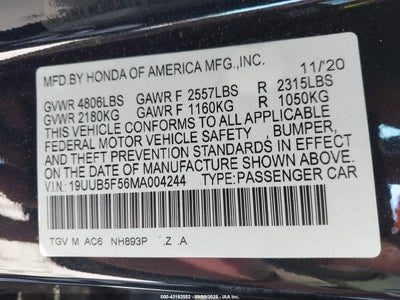 MFD.BY HONDA OF AMERICA MFG.,INC. 11/20
GVWR 4806LBS GAWR F 2557LBS R 2315LBS
GVWR 2180KG GAWR F 1160KG R 1050KG
THIS VEHICLE CONFORMS TO ALL APPLICABLE
FEDERAL MOTOR VEHICLE SAFETY , BUMPER,
AND THEFT PREVENTION STANDARDS IN EFFECT
ON THE DATE OF MANUFACTURE SHOWN ABOVE.
V.I.N.: 19UUB5F56MA004244 TYPE:PASSENGER CAR
TGV M AC6 NH893P .Z .A
000-43162552 - 09/05/2025 - IAAI.COM